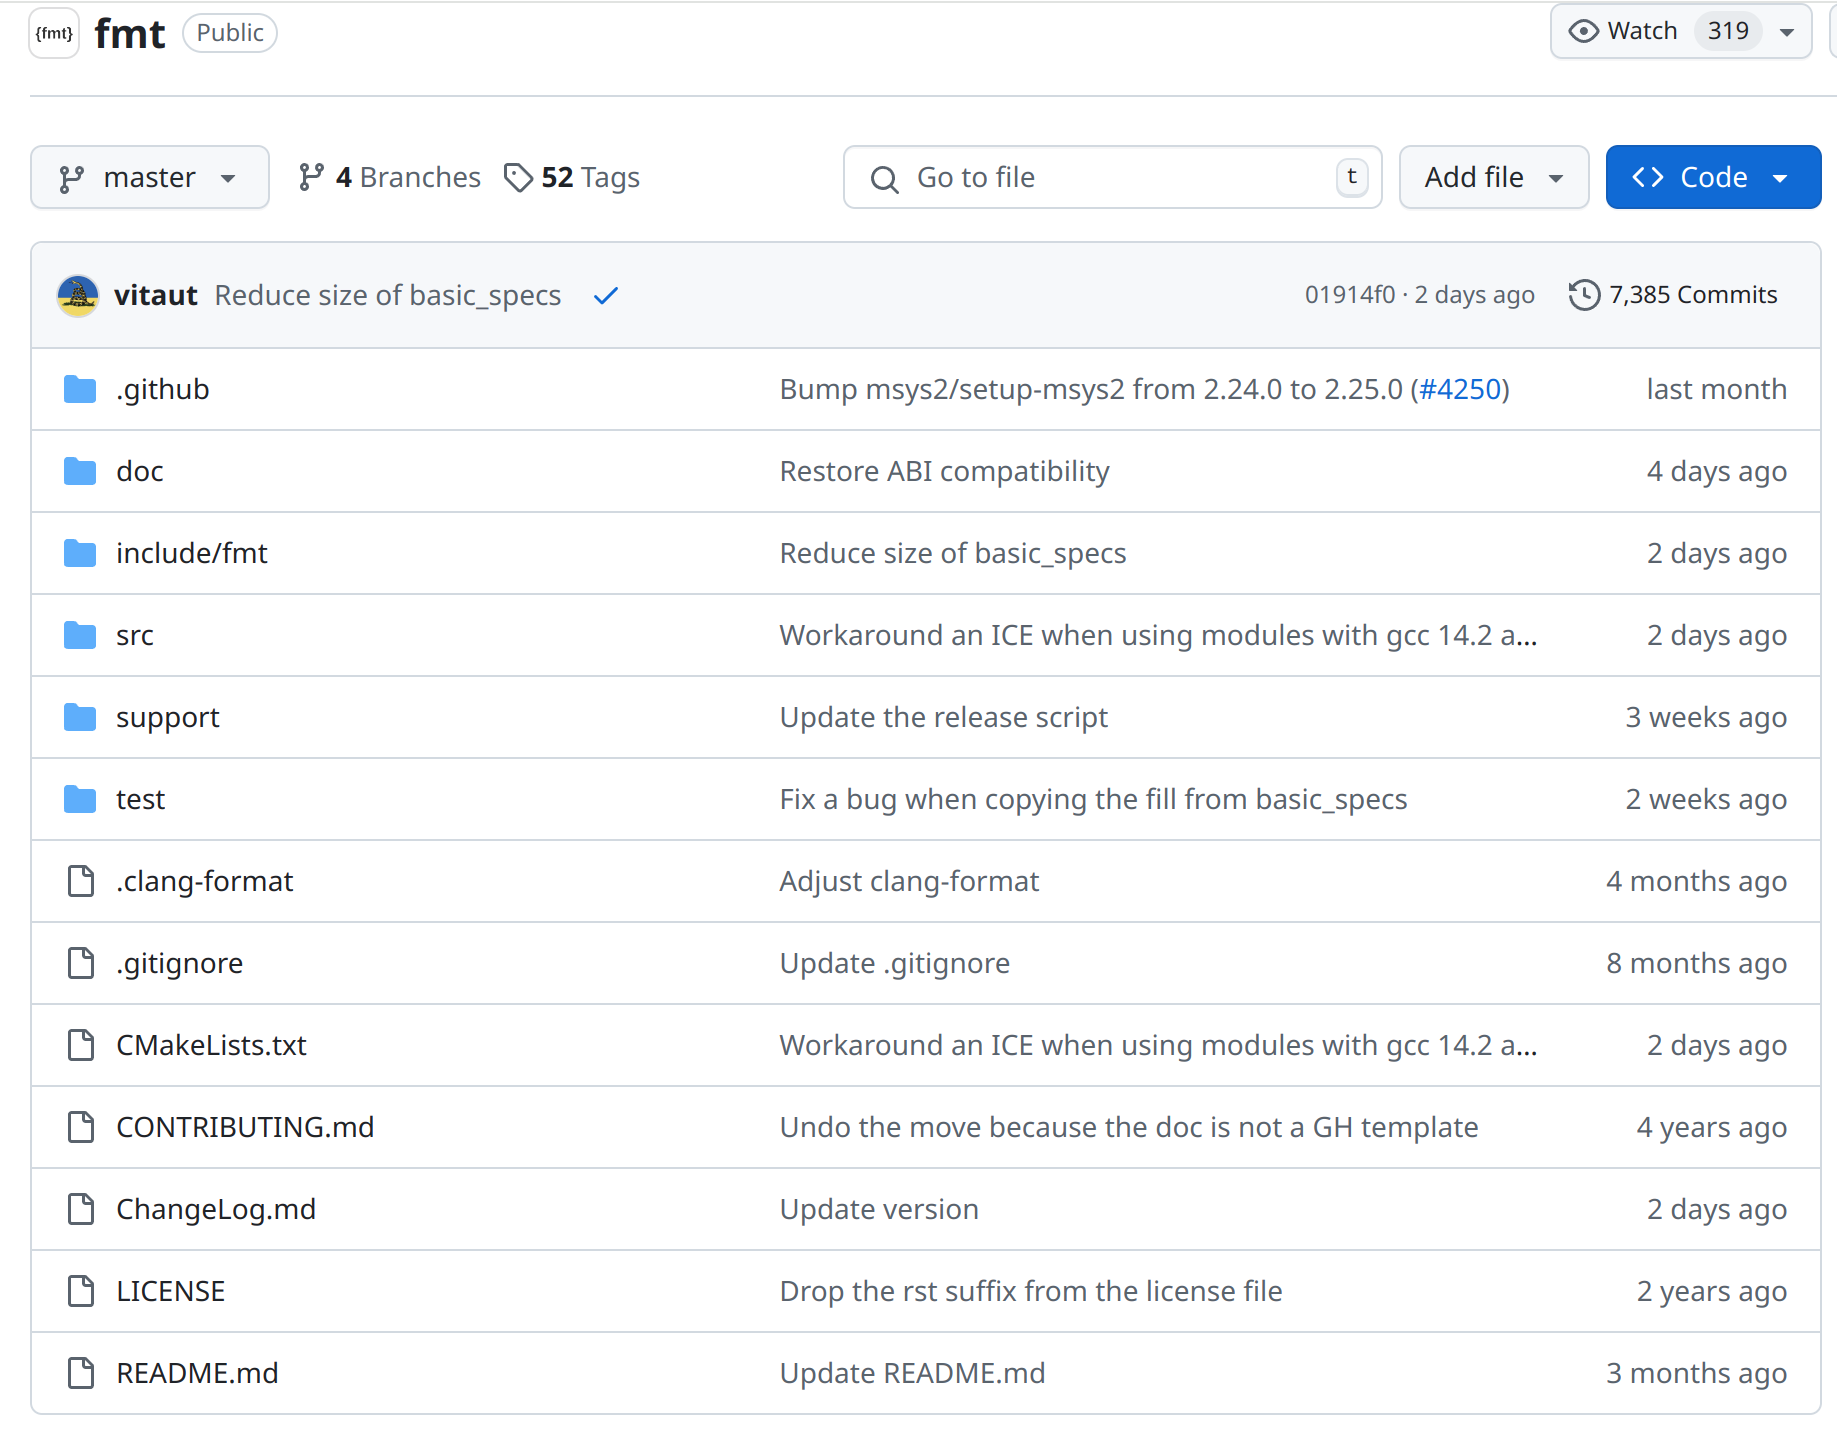 {fmt} fmt Public Watch 319
master 4 Branches 52 Tags Go to file t Add file Code
vitaut Reduce size of basic_specs 01914f0 · 2 days ago 7,385 Commits
.github Bump msys2/setup-msys2 from 2.24.0 to 2.25.0 (#4250) last month
doc Restore ABI compatibility 4 days ago
include/fmt Reduce size of basic_specs 2 days ago
src Workaround an ICE when using modules with gcc 14.2 a... 2 days ago
support Update the release script 3 weeks ago
test Fix a bug when copying the fill from basic_specs 2 weeks ago
.clang-format Adjust clang-format 4 months ago
.gitignore Update .gitignore 8 months ago
CMakeLists.txt Workaround an ICE when using modules with gcc 14.2 a... 2 days ago
CONTRIBUTING.md Undo the move because the doc is not a GH template 4 years ago
ChangeLog.md Update version 2 days ago
LICENSE Drop the rst suffix from the license file 2 years ago
README.md Update README.md 3 months ago